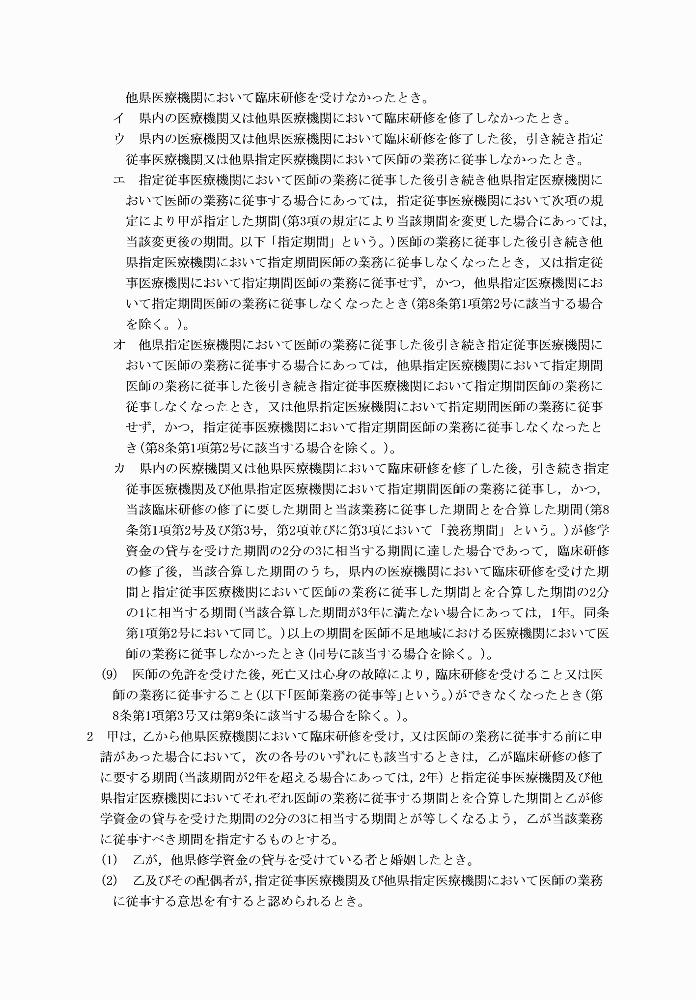 他県医療機関において臨床研修を受けなかったとき。
イ　県内の医療機関又は他県医療機関において臨床研修を修了しなかったとき。
ウ　県内の医療機関又は他県医療機関において臨床研修を修了した後，引き続き指定
従事医療機関又は他県指定医療機関において医師の業務に従事しなかったとき。
エ　指定従事医療機関において医師の業務に従事した後引き続き他県指定医療機関に
おいて医師の業務に従事する場合にあっては，指定従事医療機関において次項の規
定により甲が指定した期間(第3項の規定により当該期間を変更した場合にあっては，
当該変更後の期間。以下「指定期間」という。)医師の業務に従事した後引き続き他
県指定医療機関において指定期間医師の業務に従事しなくなったとき，又は指定従
事医療機関において指定期間医師の業務に従事せず，かつ，他県指定医療機関にお
いて指定期間医師の業務に従事しなくなったとき(第8条第1項第2号に該当する場合
を除く。)。
オ　他県指定医療機関において医師の業務に従事した後引き続き指定従事医療機関に
おいて医師の業務に従事する場合にあっては，他県指定医療機関において指定期間
医師の業務に従事した後引き続き指定従事医療機関において指定期間医師の業務に
従事しなくなったとき，又は他県指定医療機関において指定期間医師の業務に従事
せず，かつ，指定従事医療機関において指定期間医師の業務に従事しなくなったと
き(第8条第1項第2号に該当する場合を除く。)。
カ　県内の医療機関又は他県医療機関において臨床研修を修了した後，引き続き指定
従事医療機関及び他県指定医療機関において指定期間医師の業務に従事し，かつ，
当該臨床研修の修了に要した期間と当該業務に従事した期間とを合算した期間(第8
条第1項第2号及び第3号，第2項並びに第3項において「義務期間」という。)が修学
資金の貸与を受けた期間の2分の3に相当する期間に達した場合であって，臨床研修
の修了後，当該合算した期間のうち，県内の医療機関において臨床研修を受けた期
間と指定従事医療機関において医師の業務に従事した期間とを合算した期間の2分
の1に相当する期間(当該合算した期間が3年に満たない場合にあっては，1年。同条
第1項第2号において同じ。)以上の期間を医師不足地域における医療機関において医
師の業務に従事しなかったとき(同号に該当する場合を除く。)。
(9)　医師の免許を受けた後，死亡又は心身の故障により，臨床研修を受けること又は医
師の業務に従事すること(以下「医師業務の従事等」という。)ができなくなったとき(第
8条第1項第3号又は第9条に該当する場合を除く。)。
2　甲は，乙から他県医療機関において臨床研修を受け，又は医師の業務に従事する前に申
請があった場合において，次の各号のいずれにも該当するときは，乙が臨床研修の修了
に要する期間(当該期間が2年を超える場合にあっては，2年)と指定従事医療機関及び他
県指定医療機関においてそれぞれ医師の業務に従事する期間とを合算した期間と乙が修
学資金の貸与を受けた期間の2分の3に相当する期間とが等しくなるよう，乙が当該業務
に従事すべき期間を指定するものとする。
(1)　乙が，他県修学資金の貸与を受けている者と婚姻したとき。
(2)　乙及びその配偶者が，指定従事医療機関及び他県指定医療機関において医師の業務
に従事する意思を有すると認められるとき。